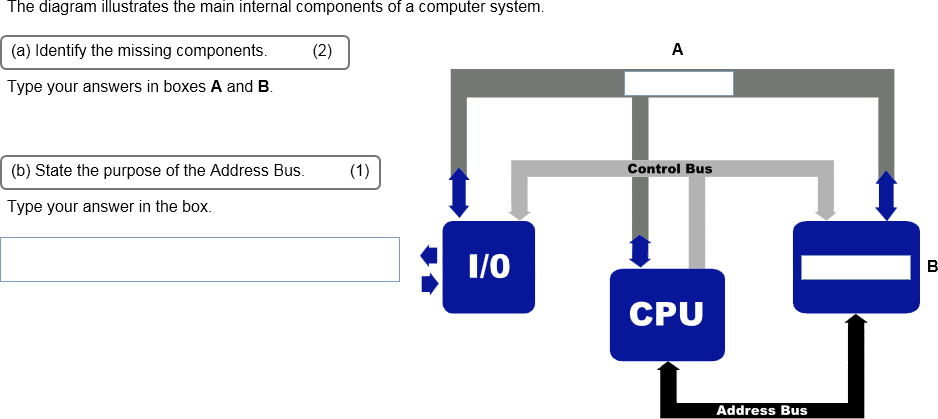 The diagram illustrates the main internal components of a computer system.
(a) Identify the missing components. (2)
Type your answers in boxes A and B.
(b) State the purpose of the Address Bus. (1)
Type your answer in the box.
A
Control Bus
I/0
CPU
B
Address Bus